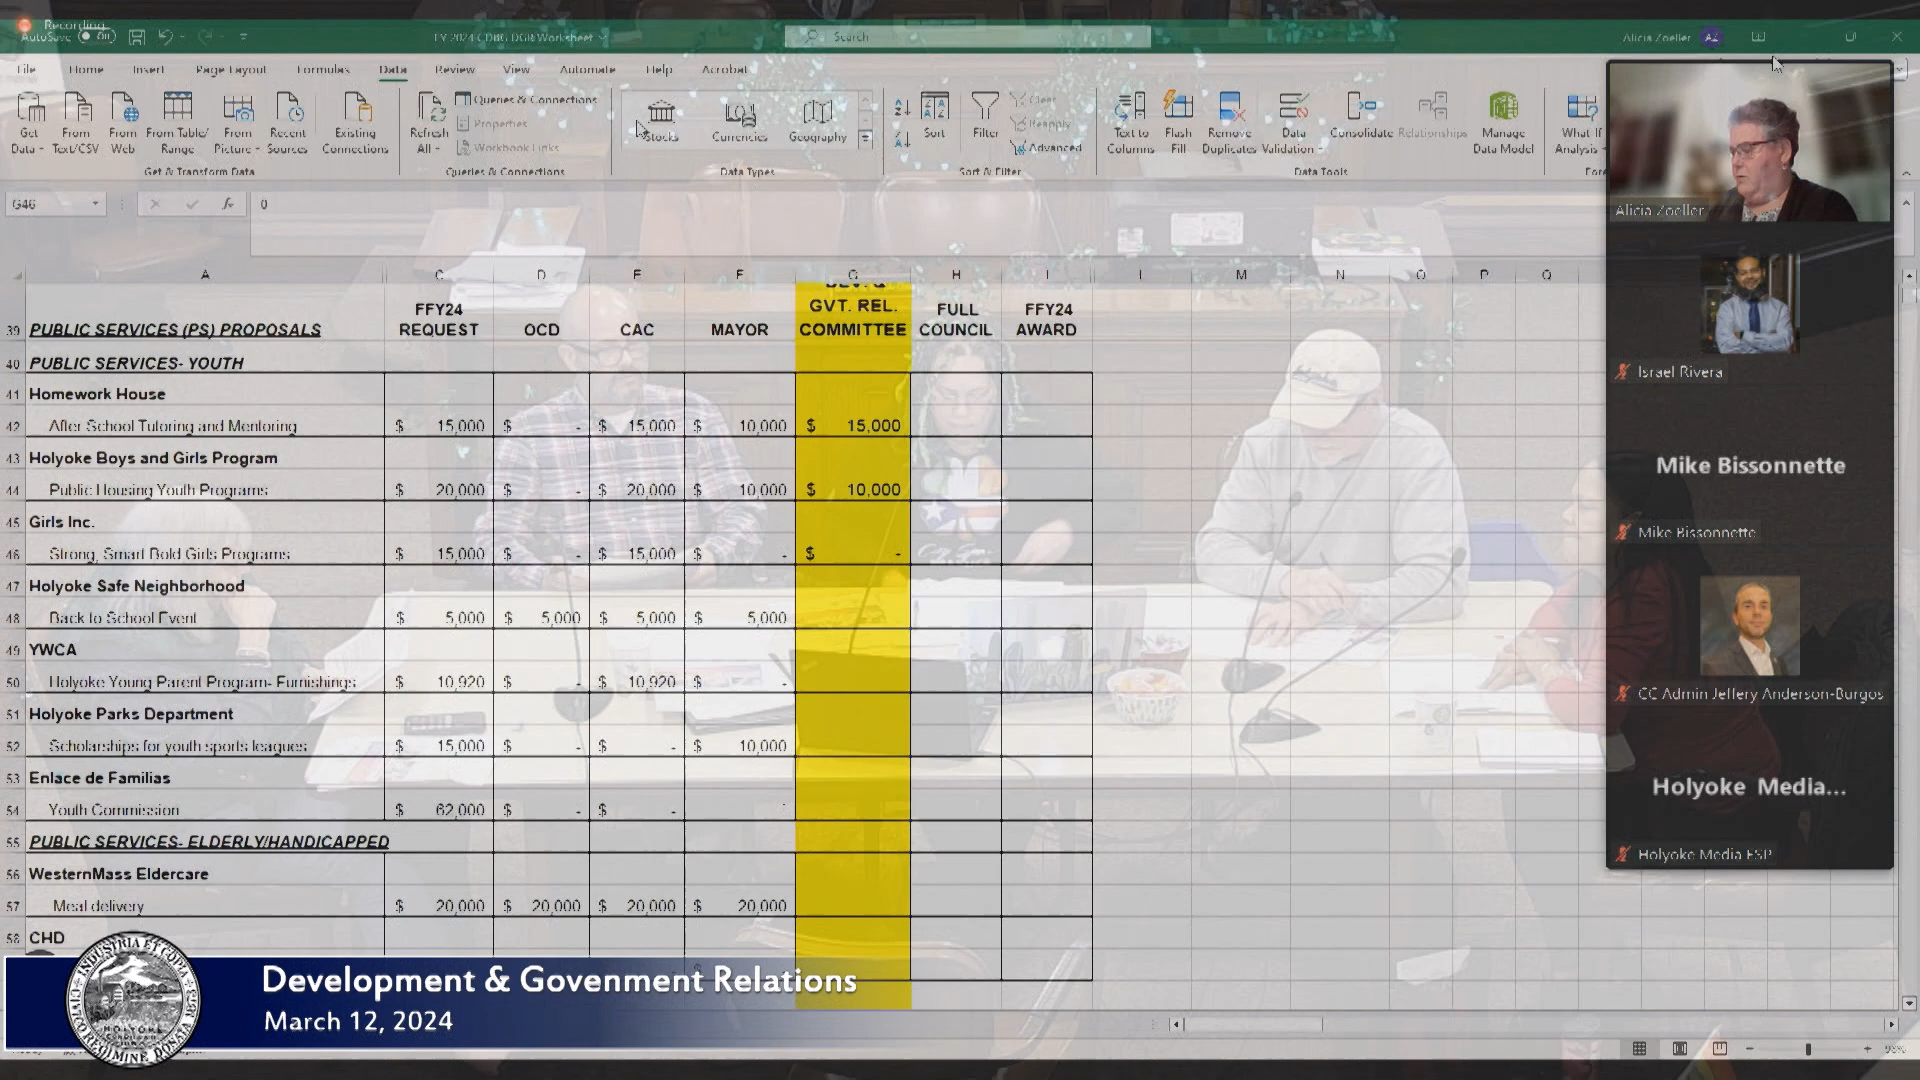 Recording
AutoSave Off
FY 2024 CDBG DGR Worksheet
Search
Alicia Zoeller AZ
File Home Insert Page Layout Formulas Data Review View Automate Help Acrobat
Get Data
From Text/CSV
From Web
From Table/ Range
From Picture
Recent Sources
Existing Connections
Get & Transform Data
Refresh All
Queries & Connections
Properties
Workbook Links
Queries & Connections
Stocks
Currencies
Geography
Data Types
Sort
Filter
Clear
Reapply
Advanced
Sort & Filter
Text to Columns
Flash Fill
Remove Duplicates
Data Validation
Consolidate
Relationships
Manage Data Model
Data Tools
What-If Analysis
G46 fx 0
A C D E F G H I L M N O P Q
39 PUBLIC SERVICES (PS) PROPOSALS FFY24 REQUEST OCD CAC MAYOR DEV. & GVT. REL. COMMITTEE FULL COUNCIL FFY24 AWARD
40 PUBLIC SERVICES- YOUTH
41 Homework House
42 After School Tutoring and Mentoring $ 15,000 $ - $ 15,000 $ 10,000 $ 15,000
43 Holyoke Boys and Girls Program
44 Public Housing Youth Programs $ 20,000 $ - $ 20,000 $ 10,000 $ 10,000
45 Girls Inc.
46 Strong, Smart Bold Girls Programs $ 15,000 $ - $ 15,000 $ - $ -
47 Holyoke Safe Neighborhood
48 Back to School Event $ 5,000 $ 5,000 $ 5,000 $ 5,000
49 YWCA
50 Holyoke Young Parent Program- Furnishings $ 10,920 $ - $ 10,920 $ -
51 Holyoke Parks Department
52 Scholarships for youth sports leagues $ 15,000 $ - $ - $ 10,000
53 Enlace de Familias
54 Youth Commission $ 62,000 $ - $ -
55 PUBLIC SERVICES- ELDERLY/HANDICAPPED
56 WesternMass Eldercare
57 Meal delivery $ 20,000 $ 20,000 $ 20,000 $ 20,000
58 CHD
Alicia Zoeller
Israel Rivera
Mike Bissonnette
Mike Bissonnette
CC Admin Jeffery Anderson-Burgos
Holyoke Media...
Holyoke Media ESP
Development & Govenment Relations
March 12, 2024